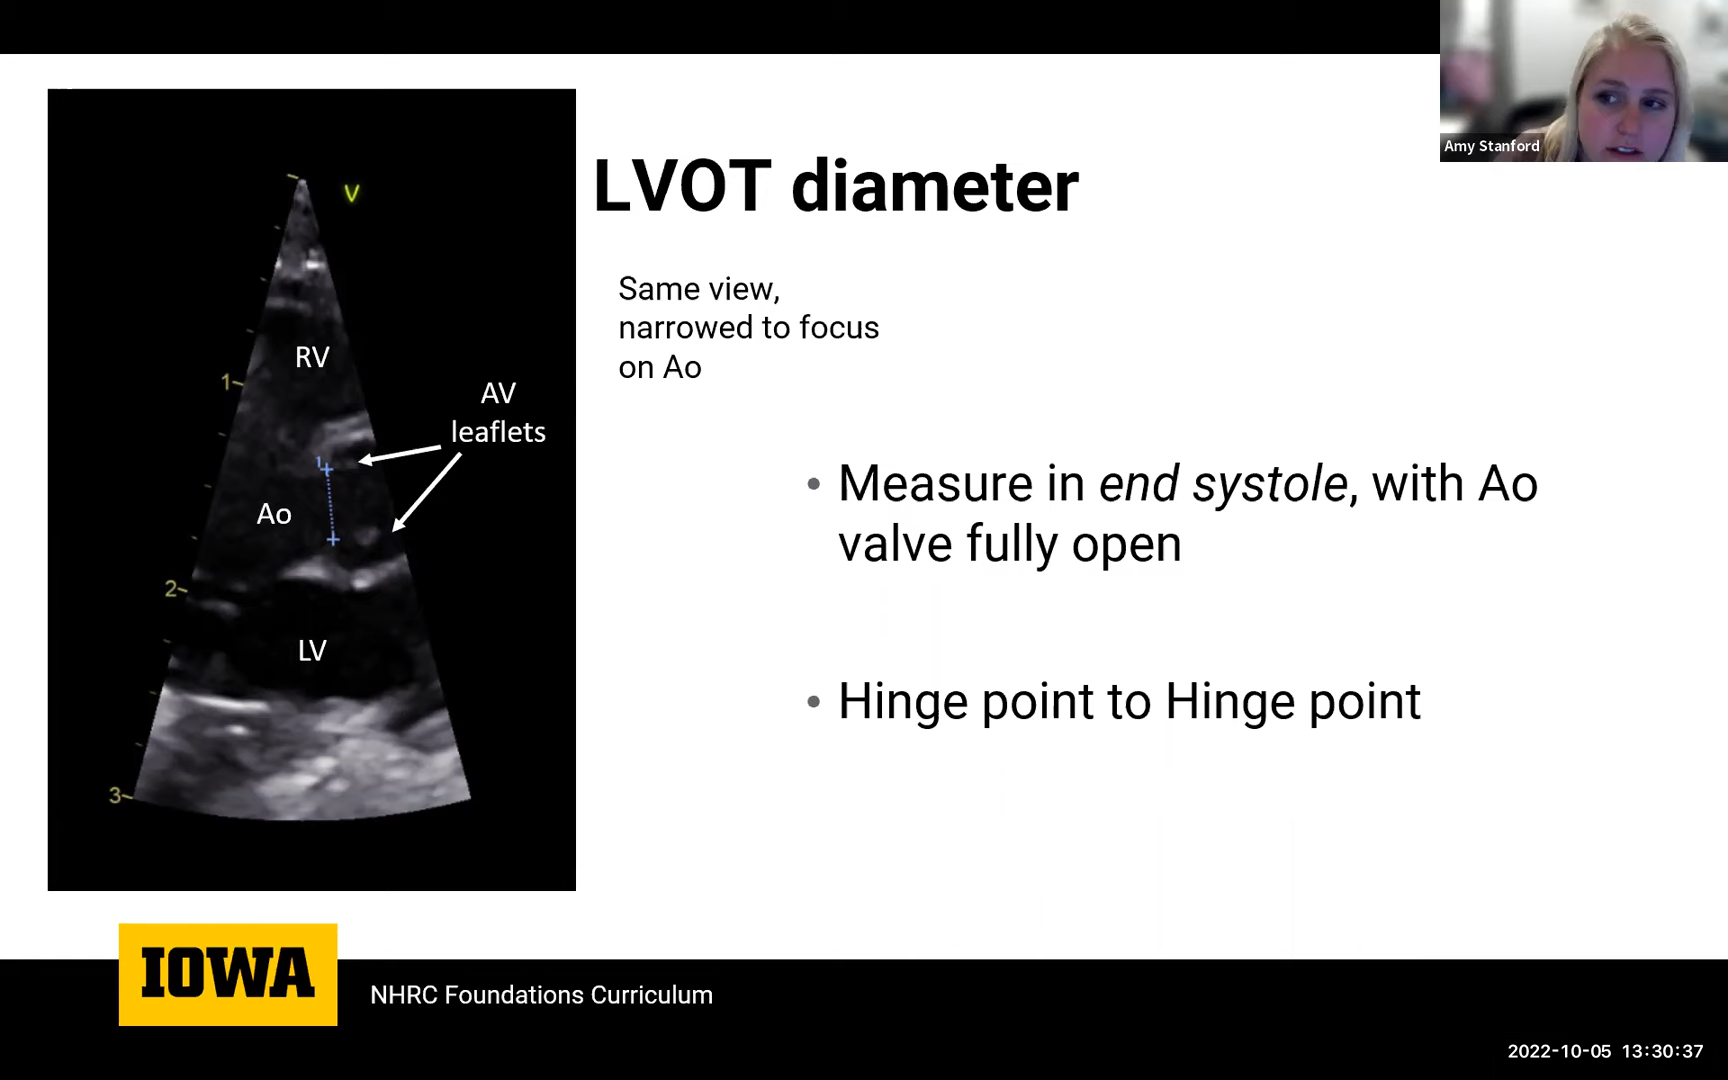 Amy Stanford
LVOT diameter
V
Same view,
narrowed to focus
on Ao
RV
1
AV
leaflets
1
Ao
• Measure in end systole, with Ao
valve fully open
2
LV
• Hinge point to Hinge point
3
IOWA
NHRC Foundations Curriculum
2022-10-05 13:30:37